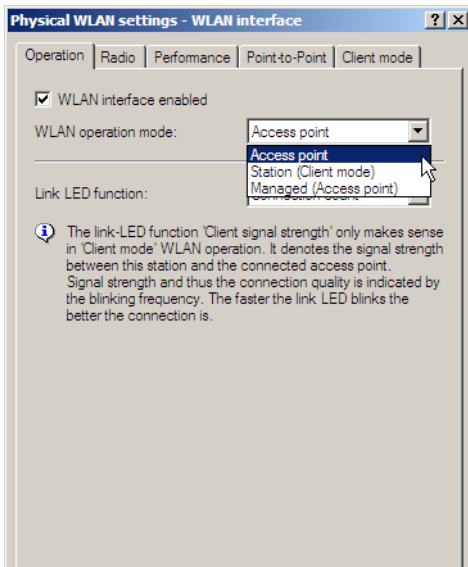 Physical WLAN settings - WLAN interface
Operation Radio Performance Point-to-Point Client mode
WLAN interface enabled
WLAN operation mode: Access point
Access point
Station (Client mode)
Managed (Access point)
Link LED function:
The link-LED function 'Client signal strength' only makes sense
in 'Client mode' WLAN operation. It denotes the signal strength
between this station and the connected access point.
Signal strength and thus the connection quality is indicated by
the blinking frequency. The faster the link LED blinks the
better the connection is.